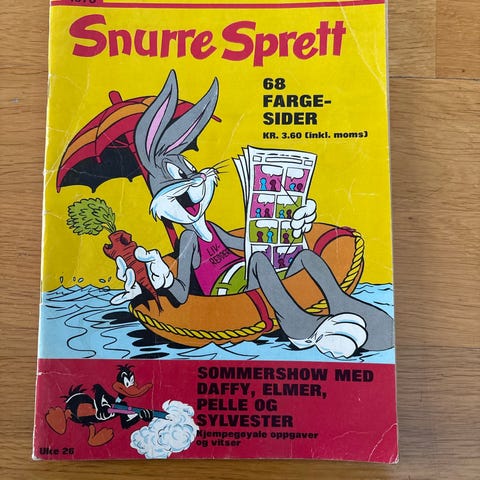 Snurre Sprett
68
FARGE-
SIDER
KR. 3.60 (inkl. moms)
LIV-
REDNING
SOMMERSHOW MED
DAFFY, ELMER,
PELLE OG
SYLVESTER
Kjempegøyale oppgaver
og vitser
Uke 26